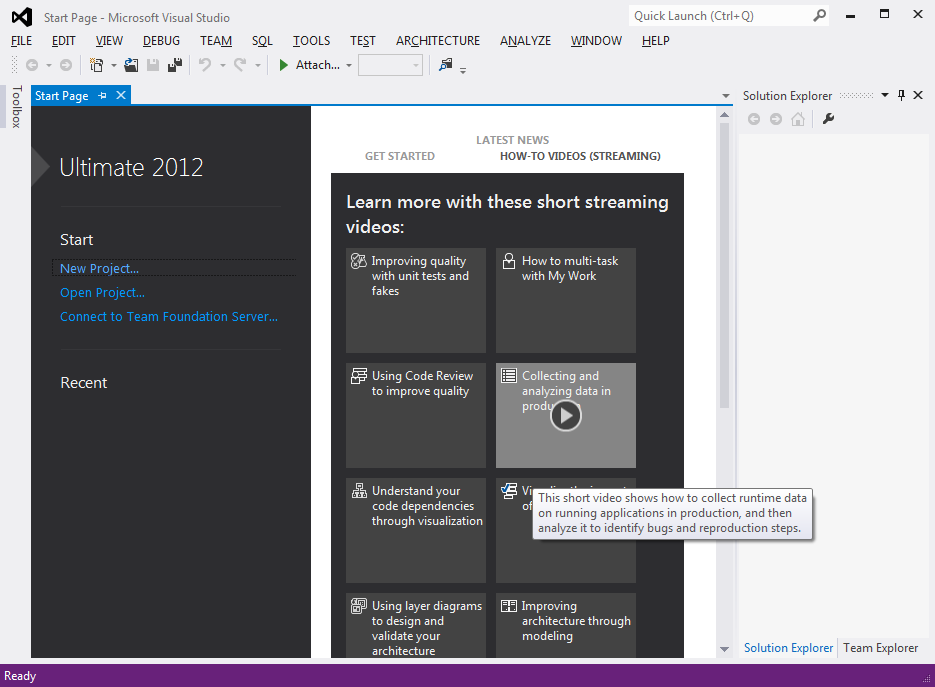 Start Page - Microsoft Visual Studio
Quick Launch (Ctrl+Q)
FILE EDIT VIEW DEBUG TEAM SQL TOOLS TEST ARCHITECTURE ANALYZE WINDOW HELP
Attach...
Toolbox
Start Page
Solution Explorer
Ultimate 2012
Start
New Project...
Open Project...
Connect to Team Foundation Server...
Recent
LATEST NEWS
GET STARTED
HOW-TO VIDEOS (STREAMING)
Learn more with these short streaming
videos:
Improving quality
with unit tests and
fakes
How to multi-task
with My Work
Using Code Review
to improve quality
Collecting and
analyzing data in
Understand your
code dependencies
through visualization
of
This short video shows how to collect runtime data
on running applications in production, and then
analyze it to identify bugs and reproduction steps.
Using layer diagrams
to design and
validate your
architecture
Improving
architecture through
modeling
Solution Explorer
Team Explorer
Ready